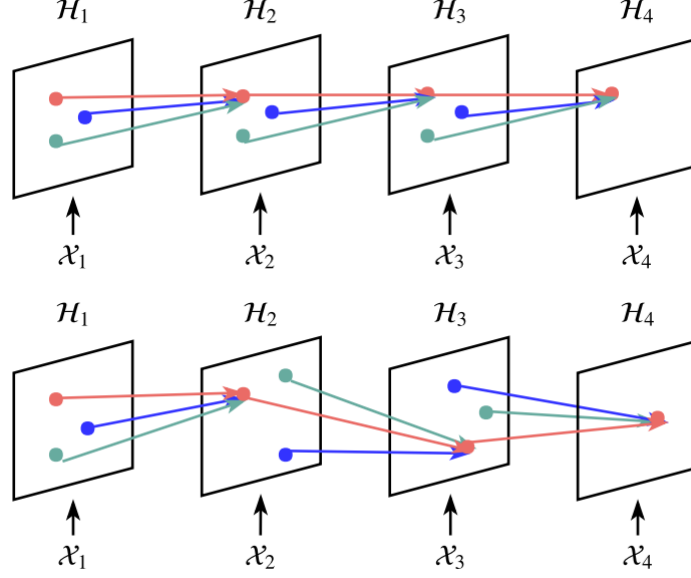 ℋ₁ ℋ₂ ℋ₃ ℋ₄
𝒳₁ 𝒳₂ 𝒳₃ 𝒳₄
ℋ₁ ℋ₂ ℋ₃ ℋ₄
𝒳₁ 𝒳₂ 𝒳₃ 𝒳₄